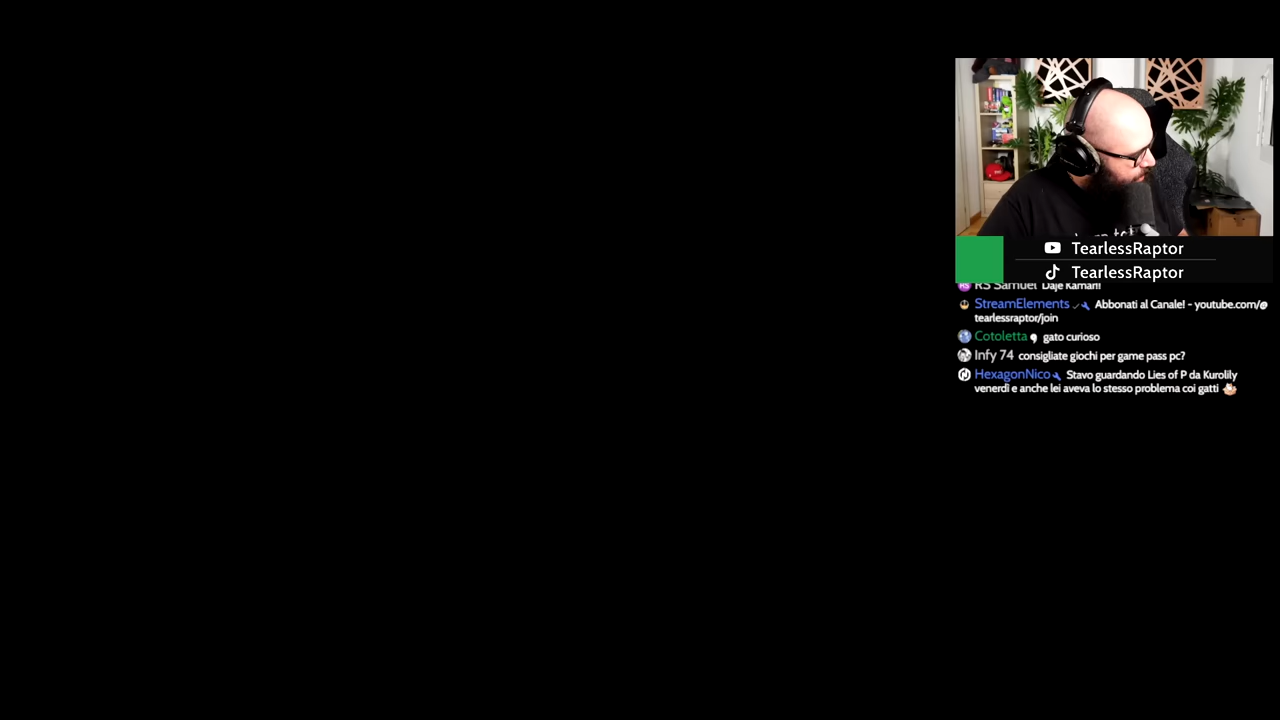 TearlessRaptor
TearlessRaptor
RS Samuel Daje Kaman!
StreamElements Abbonati al Canale! - youtube.com/@
tearlessraptor/join
Cotoletta gato curioso
Infy 74 consigliate giochi per game pass pc?
HexagonNico Stavo guardando Lies of P da Kurolily
venerdì e anche lei aveva lo stesso problema coi gatti